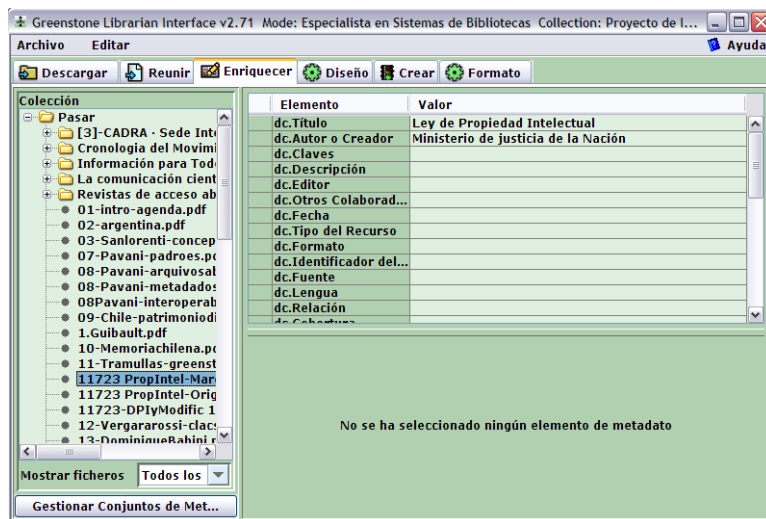 Greenstone Librarian Interface v2.71 Mode: Especialista en Sistemas de Bibliotecas Collection: Proyecto de I...
Archivo Editar Ayuda
Descargar Reunir Enriquecer Diseño Crear Formato
Colección
Pasar
[3]-CADRA · Sede Int
Cronologia del Movimi
Información para Tod
La comunicación cient
Revistas de acceso ab
01-intro-agenda.pdf
02-argentina.pdf
03-Sanlorenti-concep
07-Pavani-padroes.p
08-Pavani-arquivosal
08-Pavani-metadados
08Pavani-interoperab
09-Chile-patrimoniodi
1.Guibault.pdf
10-Memoriachilena.p
11-Tramullas-greenst
11723 PropIntel-Mar
11723 PropIntel-Orig
11723-DPIyModific 1
12-Vergararossi-clacs
13-DominiqueBabini
Mostrar ficheros Todos los
Gestionar Conjuntos de Met...
Elemento Valor
dc.Título Ley de Propiedad Intelectual
dc.Autor o Creador Ministerio de justicia de la Nación
dc.Claves
dc.Descripción
dc.Editor
dc.Otros Colaborad...
dc.Fecha
dc.Tipo del Recurso
dc.Formato
dc.Identificador del...
dc.Fuente
dc.Lengua
dc.Relación
dc.Cobertura
No se ha seleccionado ningún elemento de metadato